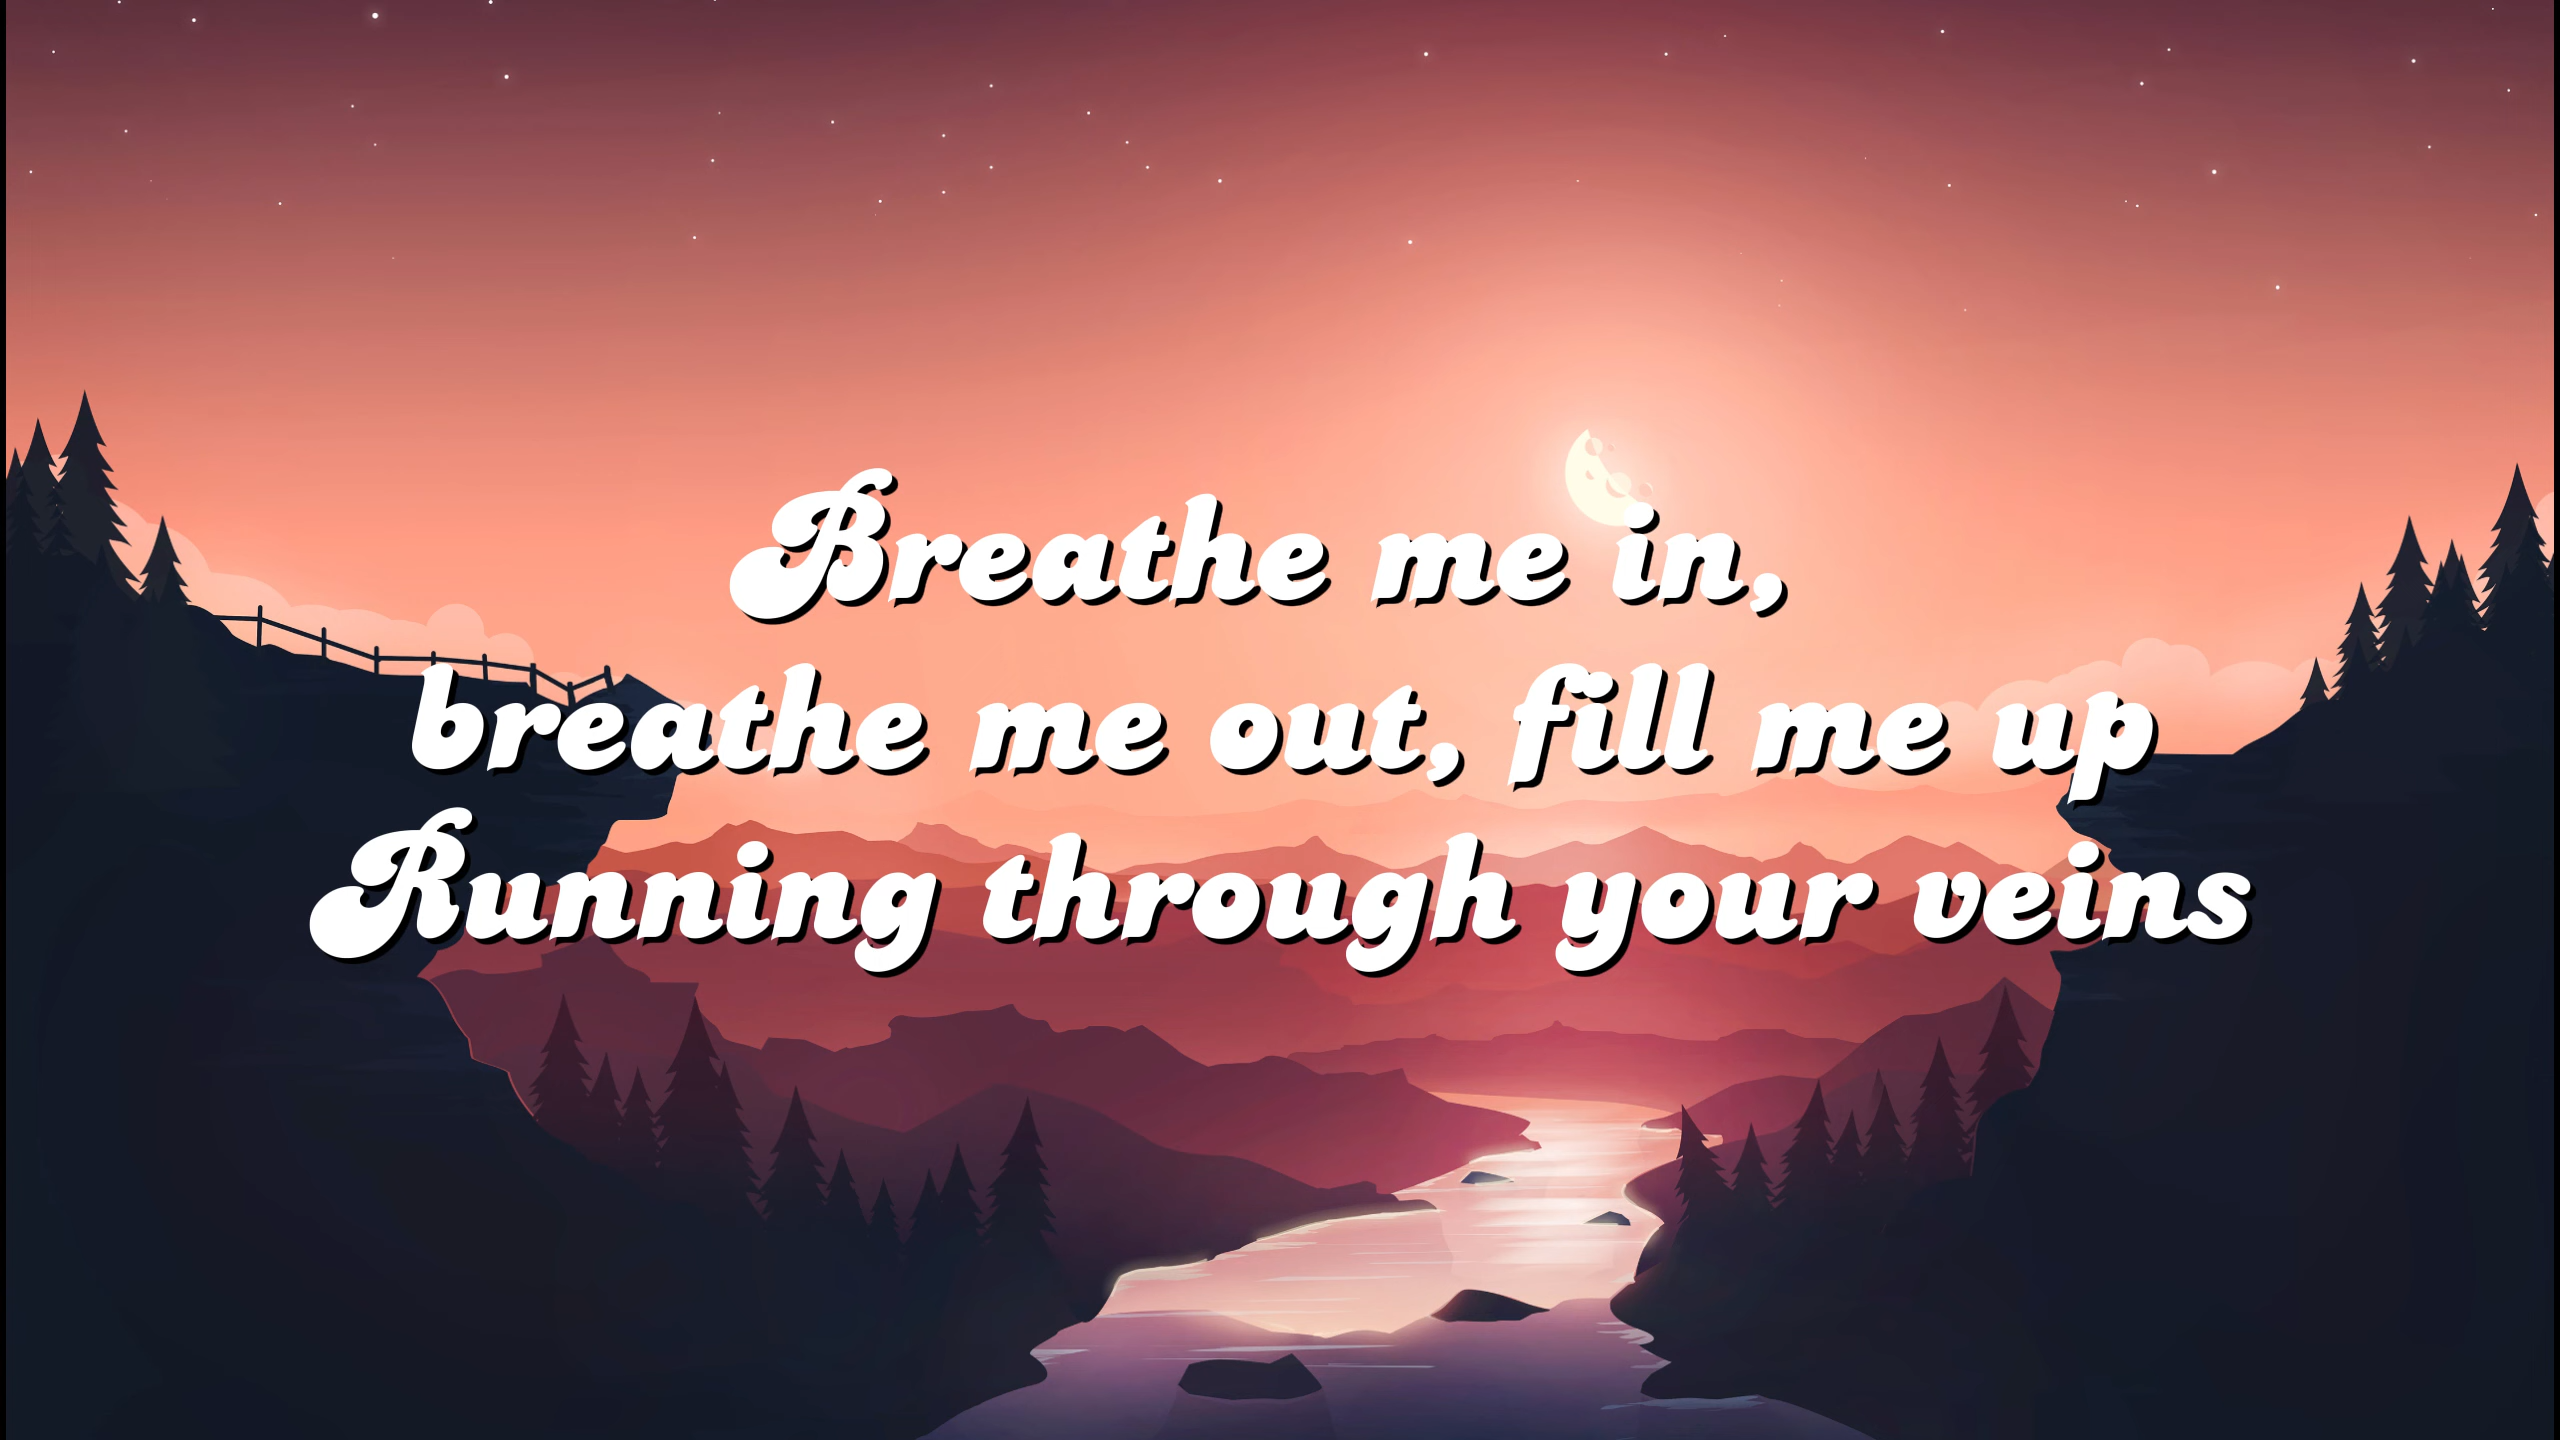 Breathe me in,
breathe me out, fill me up
Running through your veins